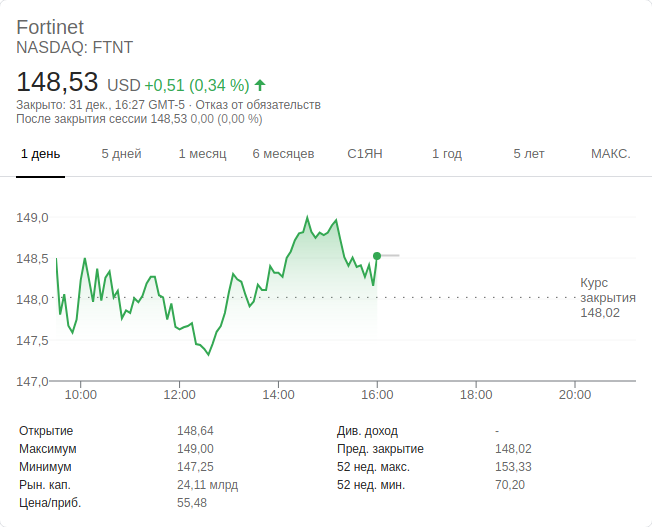 Fortinet
NASDAQ: FTNT
148,53 USD +0,51 (0,34 %)
Закрыто: 31 дек., 16:27 GMT-5 · Отказ от обязательств
После закрытия сессии 148,53 0,00 (0,00 %)
1 день 5 дней 1 месяц 6 месяцев С1ЯН 1 год 5 лет МАКС.
149,0
148,5
148,0
147,5
147,0
Курс
закрытия
148,02
10:00 12:00 14:00 16:00 18:00 20:00
Открытие 148,64 Див. доход -
Максимум 149,00 Пред. закрытие 148,02
Минимум 147,25 52 нед. макс. 153,33
Рын. кап. 24,11 млрд 52 нед. мин. 70,20
Цена/приб. 55,48